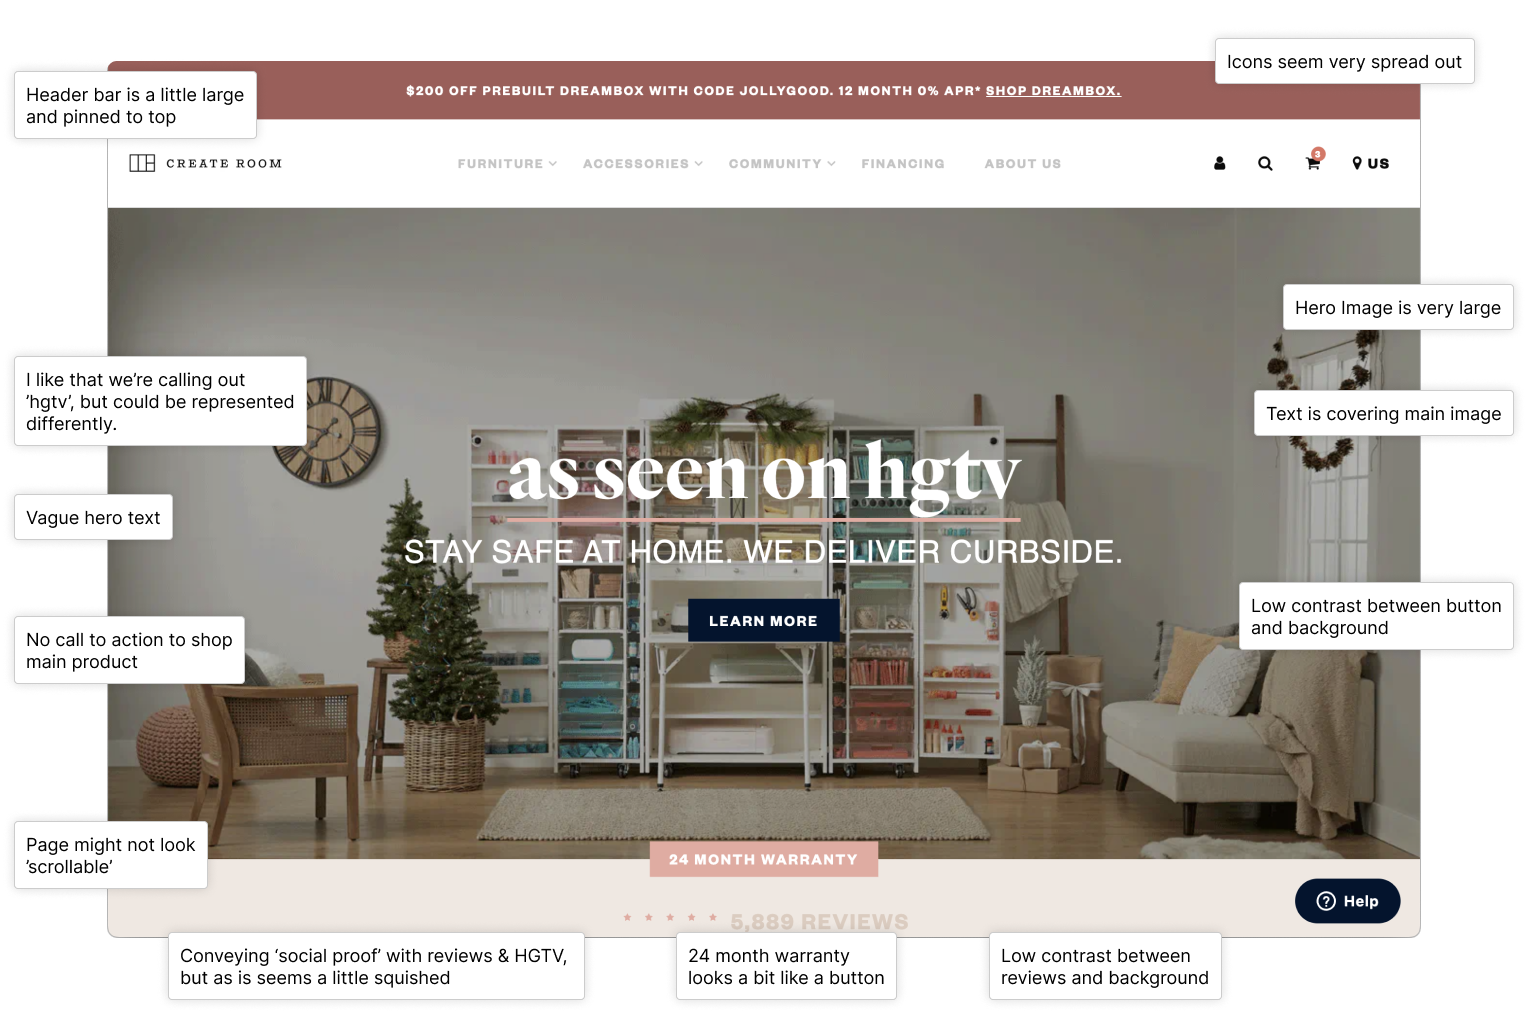 Icons seem very spread out
Header bar is a little large
and pinned to top
$200 OFF PREBUILT DREAMBOX WITH CODE JOLLYGOOD. 12 MONTH 0% APR* SHOP DREAMBOX.
CREATE ROOM
FURNITURE ACCESSORIES COMMUNITY FINANCING ABOUT US
3
US
Hero Image is very large
I like that we’re calling out
’hgtv’, but could be represented
differently.
Text is covering main image
as seen on hgtv
Vague hero text
STAY SAFE AT HOME. WE DELIVER CURBSIDE.
LEARN MORE
Low contrast between button
and background
No call to action to shop
main product
Page might not look
’scrollable’
24 MONTH WARRANTY
5,889 REVIEWS
? Help
Conveying ‘social proof’ with reviews & HGTV,
but as is seems a little squished
24 month warranty
looks a bit like a button
Low contrast between
reviews and background